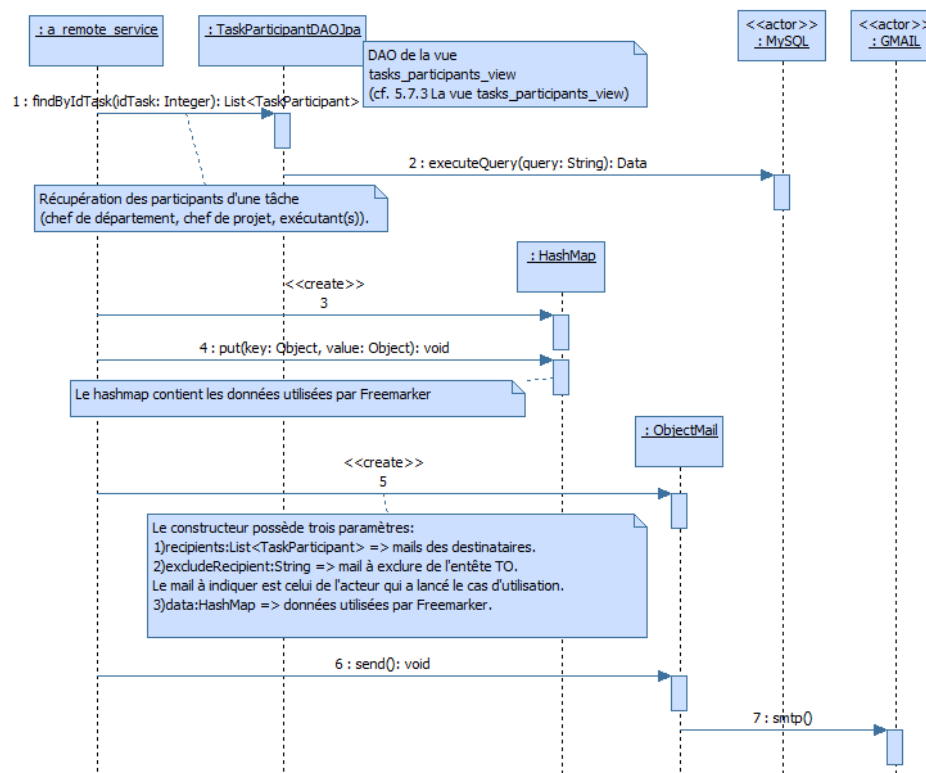 : a_remote_service
: TaskParticipantDAOJpa
<<actor>>
: MySQL
<<actor>>
: GMAIL
DAO de la vue
tasks_participants_view
(cf. 5.7.3 La vue tasks_participants_view)
1 : findByIdTask(idTask: Integer): List<TaskParticipant>
2 : executeQuery(query: String): Data
Récupération des participants d'une tâche
(chef de département, chef de projet, exécutant(s)).
: HashMap
<<create>>
3
4 : put(key: Object, value: Object): void
Le hashmap contient les données utilisées par Freemarker
: ObjectMail
<<create>>
5
Le constructeur possède trois paramètres:
1)recipients:List<TaskParticipant> => mails des destinataires.
2)excludeRecipient:String => mail à exclure de l'entête TO.
Le mail à indiquer est celui de l'acteur qui a lancé le cas d'utilisation.
3)data:HashMap => données utilisées par Freemarker.
6 : send(): void
7 : smtp()